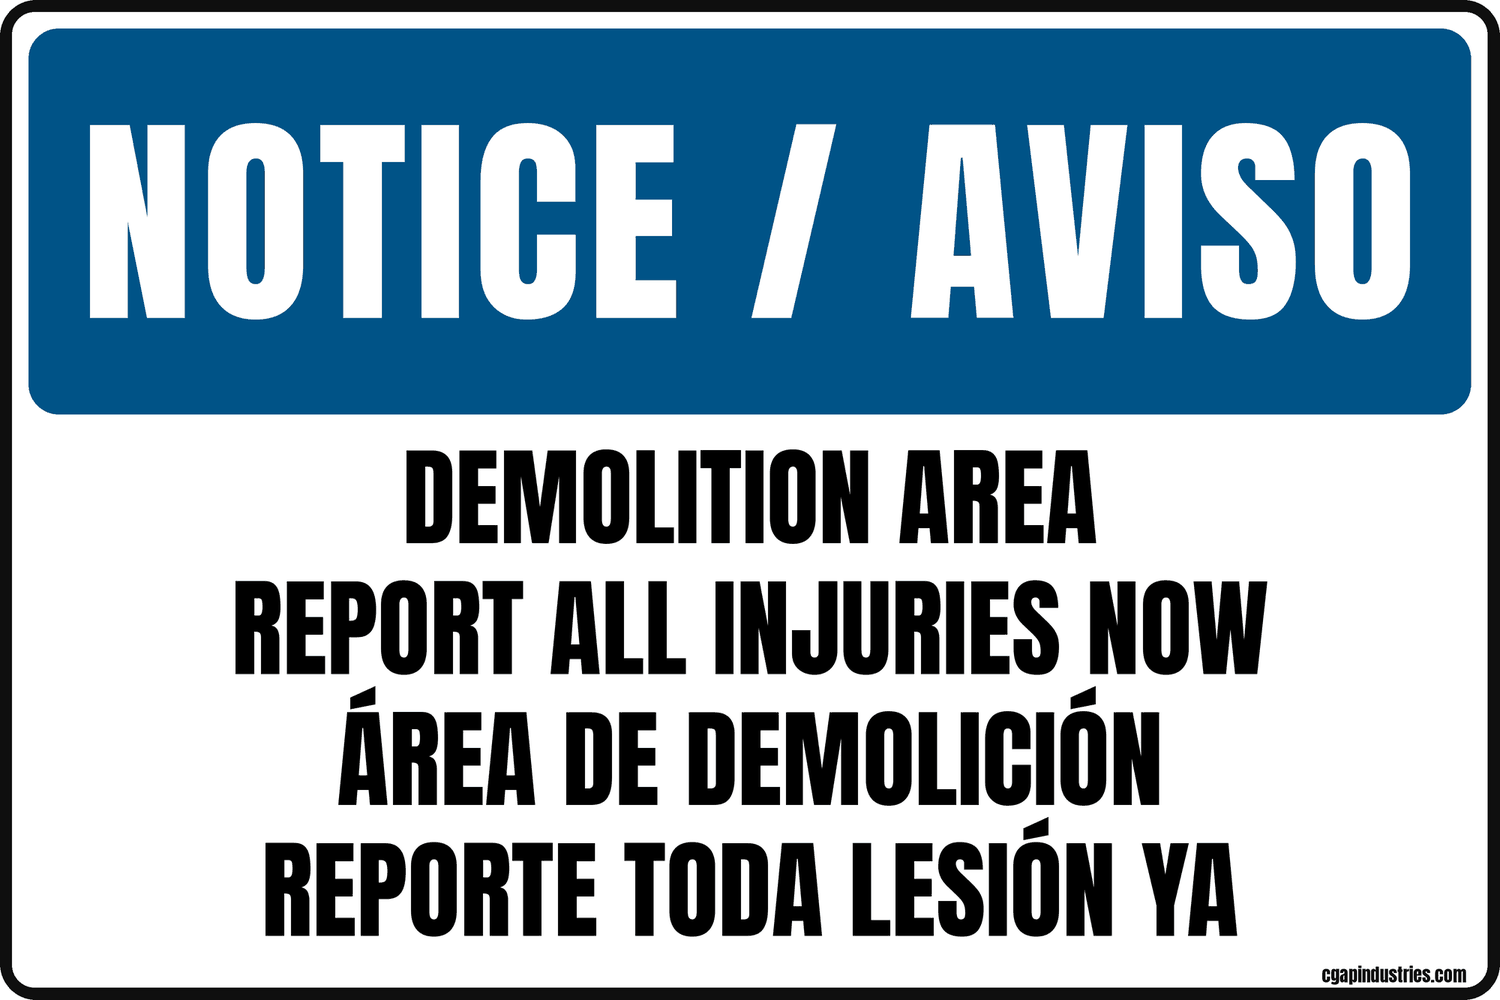 NOTICE / AVISO
DEMOLITION AREA
REPORT ALL INJURIES NOW
ÁREA DE DEMOLICIÓN
REPORTE TODA LESIÓN YA
cgapindustries.com